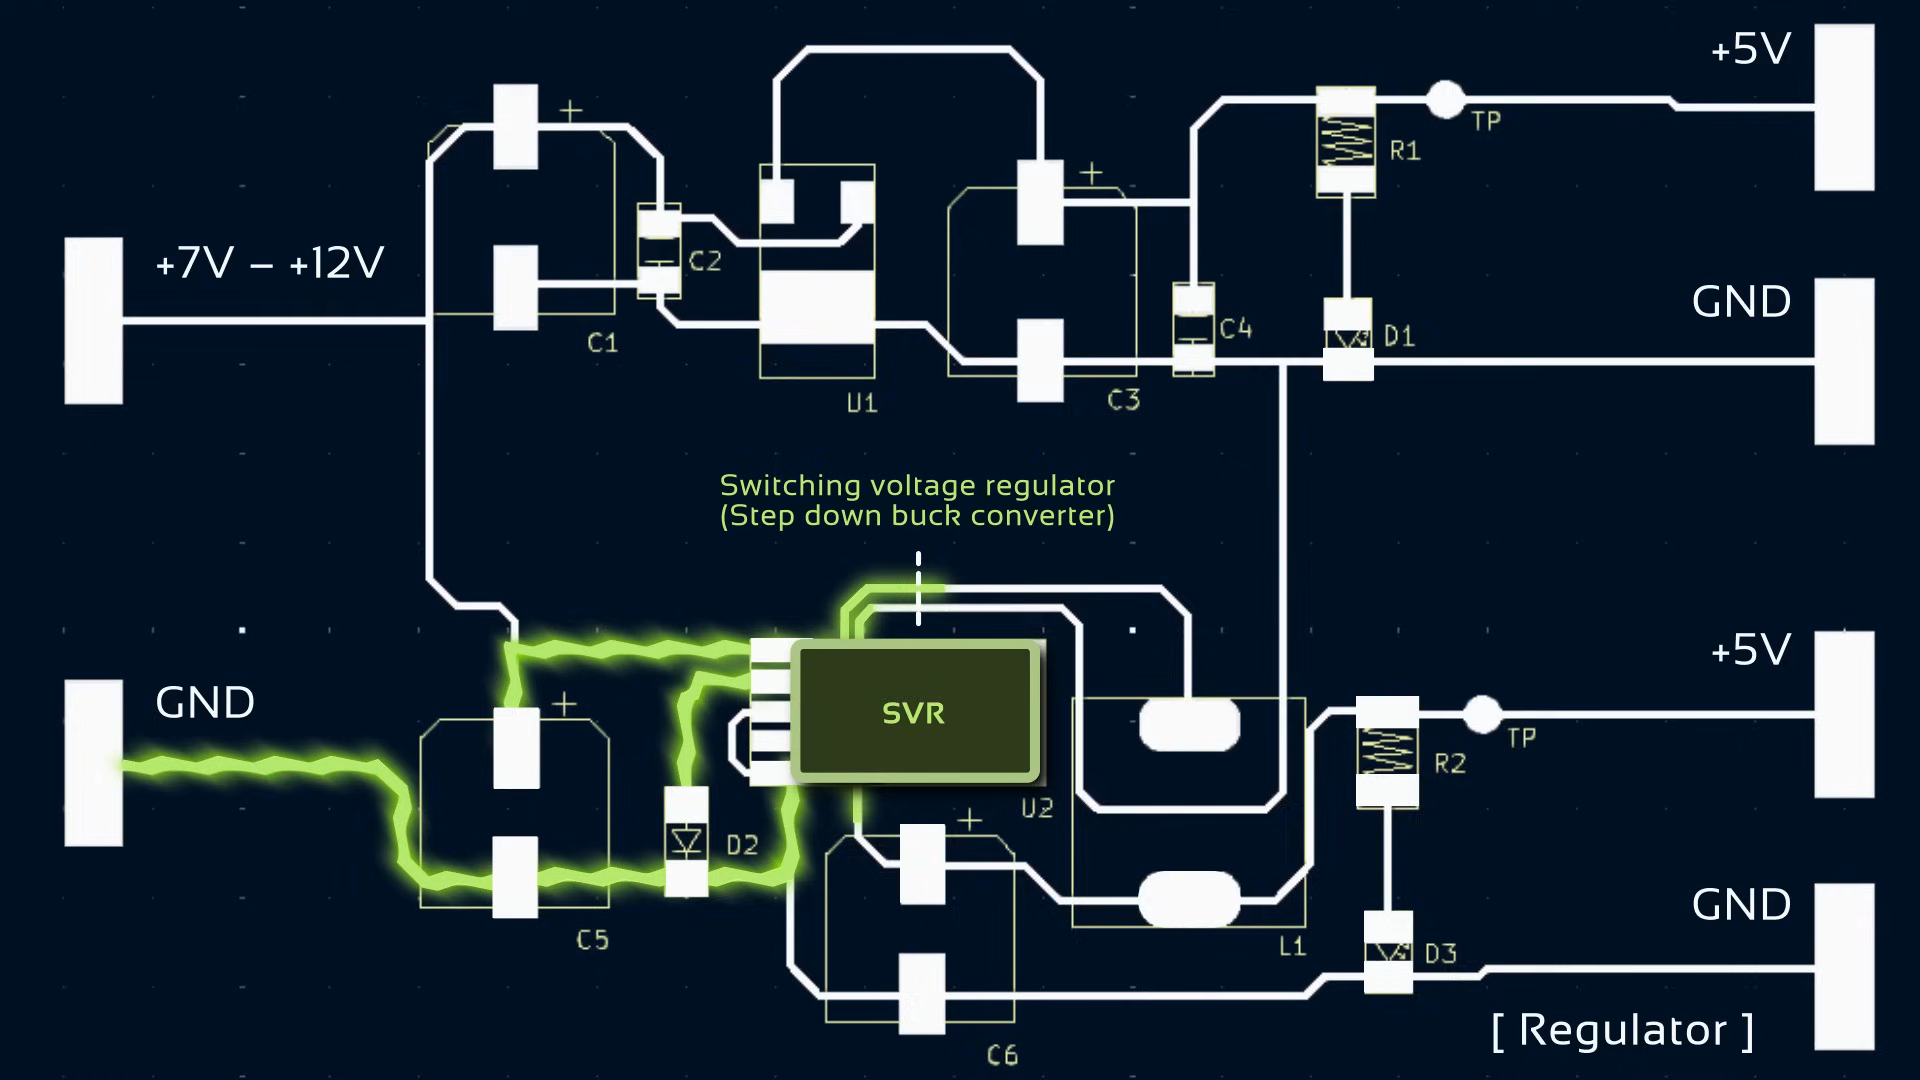 +5V
+
TP
R1
+
+7V – +12V
C2
GND
C4
D1
C1
U1
C3
Switching voltage regulator
(Step down buck converter)
+5V
GND
+
SVR
TP
R2
U2
+
D2
GND
C5
L1
D3
[ Regulator ]
C6